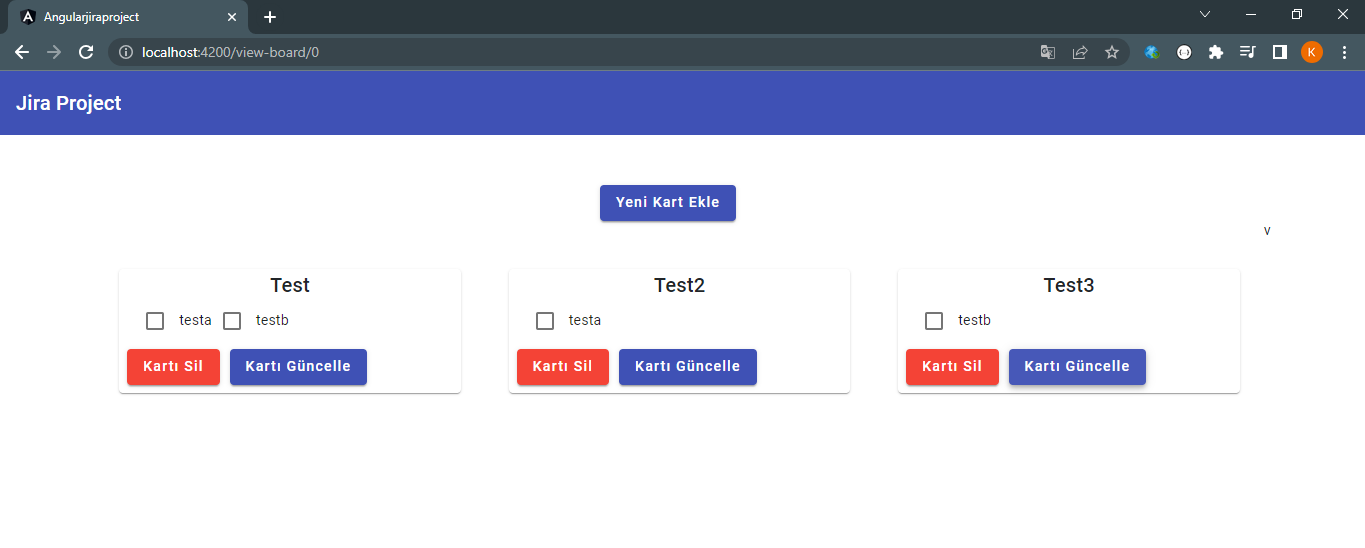 Angularjiraproject
localhost:4200/view-board/0
K
Jira Project
Yeni Kart Ekle
v
Test
testa testb
Kartı Sil Kartı Güncelle
Test2
testa
Kartı Sil Kartı Güncelle
Test3
testb
Kartı Sil Kartı Güncelle